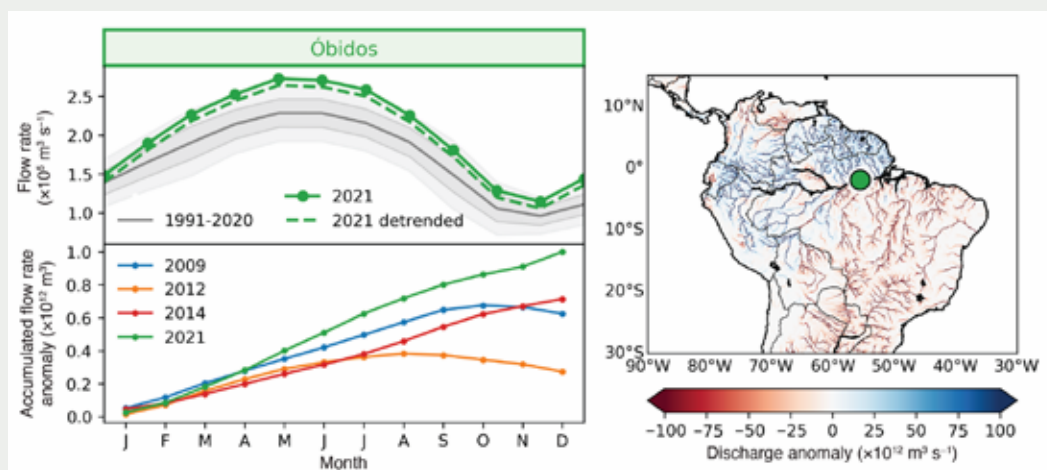 Óbidos
Flow rate
(×10⁵ m³ s⁻¹)
2.5
2.0
1.5
1.0
1991-2020
2021
2021 detrended
Accumulated flow rate
anomaly (×10¹² m³)
1.0
0.8
0.6
0.4
0.2
0.0
2009
2012
2014
2021
J F M A M J J A S O N D
Month
10°N
0°
10°S
20°S
30°S
90°W 80°W 70°W 60°W 50°W 40°W 30°W
−100 −75 −50 −25 0 25 50 75 100
Discharge anomaly (×10¹² m³ s⁻¹)